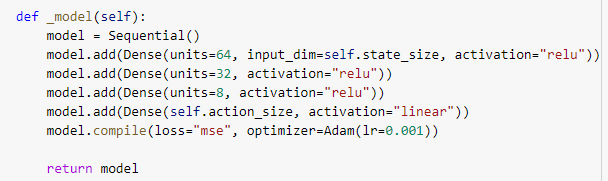 def _model(self):
    model = Sequential()
    model.add(Dense(units=64, input_dim=self.state_size, activation="relu"))
    model.add(Dense(units=32, activation="relu"))
    model.add(Dense(units=8, activation="relu"))
    model.add(Dense(self.action_size, activation="linear"))
    model.compile(loss="mse", optimizer=Adam(lr=0.001))
    return model